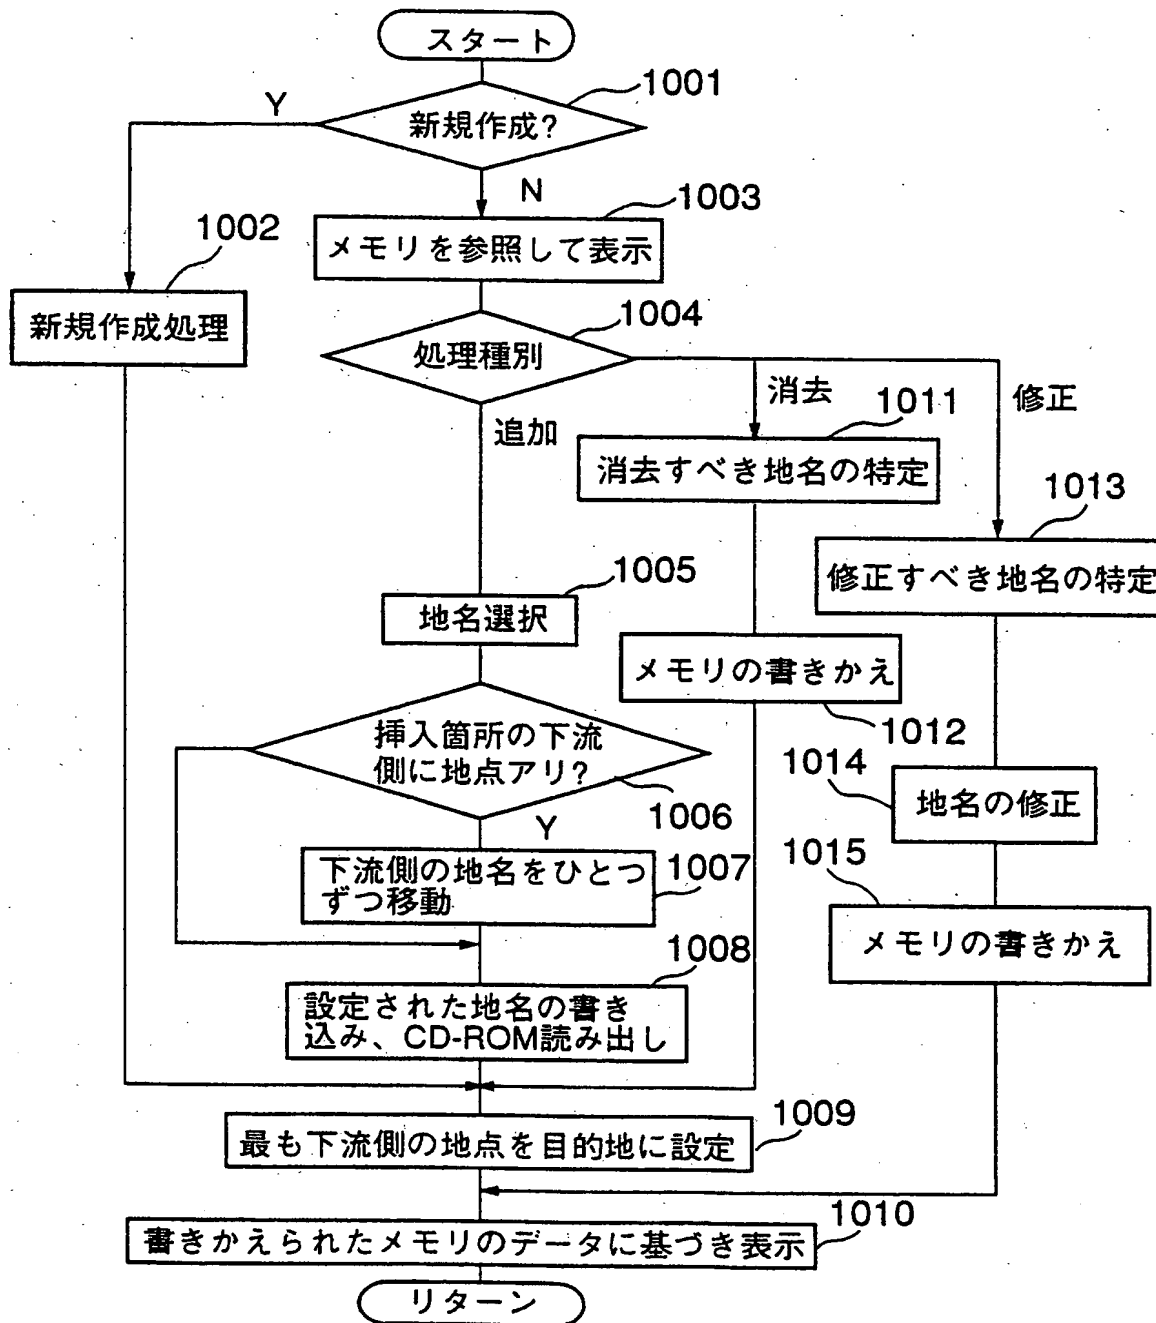 スタート
1001
Y
新規作成?
N
1003
1002
メモリを参照して表示
新規作成処理
1004
処理種別
消去
修正
1011
追加
消去すべき地名の特定
1013
1005
修正すべき地名の特定
地名選択
メモリの書きかえ
1012
挿入箇所の下流
側に地点アリ?
1014
1006
地名の修正
Y
1015
下流側の地名をひとつ
ずつ移動
1007
メモリの書きかえ
1008
設定された地名の書き
込み、CD-ROM読み出し
1009
最も下流側の地点を目的地に設定
1010
書きかえられたメモリのデータに基づき表示
リターン